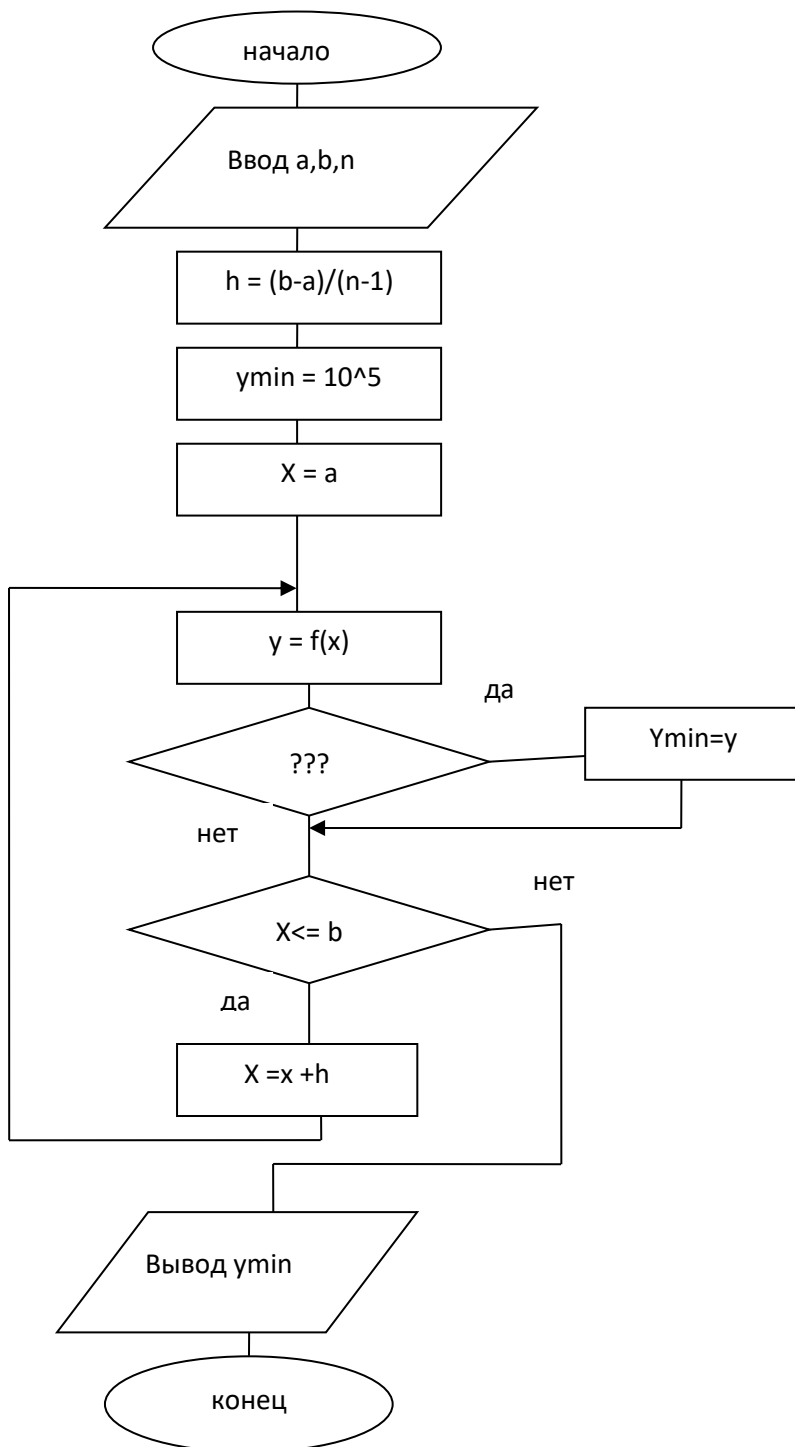 начало
Ввод a,b,n
h = (b-a)/(n-1)
ymin = 10^5
X = a
y = f(x)
да
???
Ymin=y
нет
нет
X<= b
да
X =x +h
Вывод ymin
конец